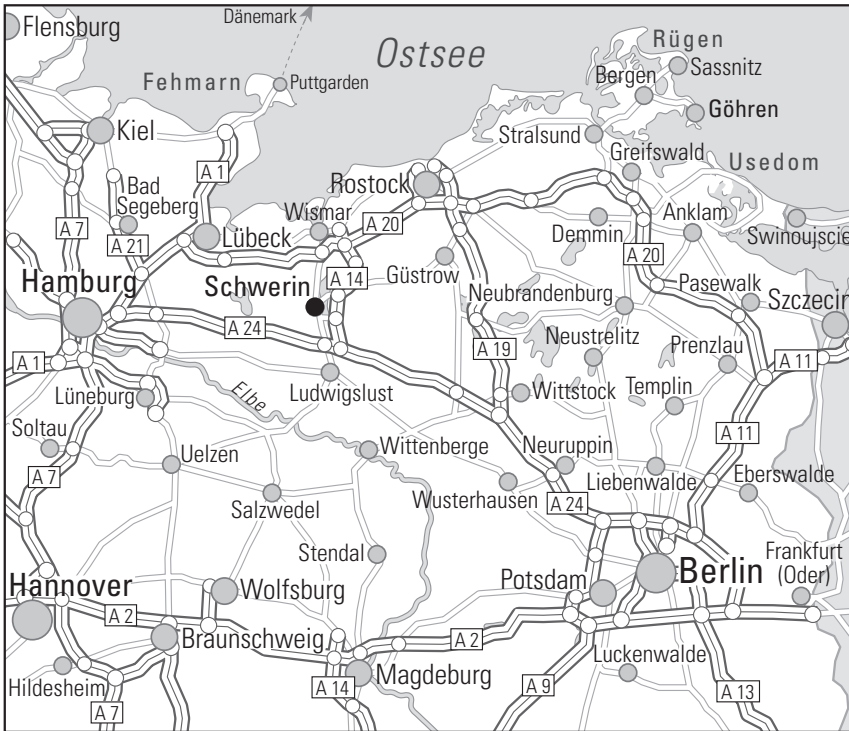 Dänemark
Flensburg
Ostsee
Rügen
Sassnitz
Bergen
Fehmarn
Puttgarden
Göhren
Kiel
Stralsund
Greifswald
Usedom
A 1
Bad
Segeberg
Rostock
Wismar
A 7
A 20
Anklam
A 21
Lübeck
Demmin
Swinoujscie
A 20
Güstrow
Hamburg
Schwerin
A 14
Neubrandenburg
Pasewalk
Szczecin
A 24
Neustrelitz
A 19
Prenzlau
A 1
A 11
Elbe
Ludwigslust
Wittstock
Templin
Lüneburg
Soltau
A 11
Uelzen
Wittenberge
Neuruppin
A 7
Liebenwalde
Eberswalde
Wusterhausen
A 24
Salzwedel
Stendal
Frankfurt
(Oder)
Hannover
Wolfsburg
Potsdam
Berlin
A 2
Braunschweig
A 2
Luckenwalde
Hildesheim
Magdeburg
A 14
A 9
A 13
A 7